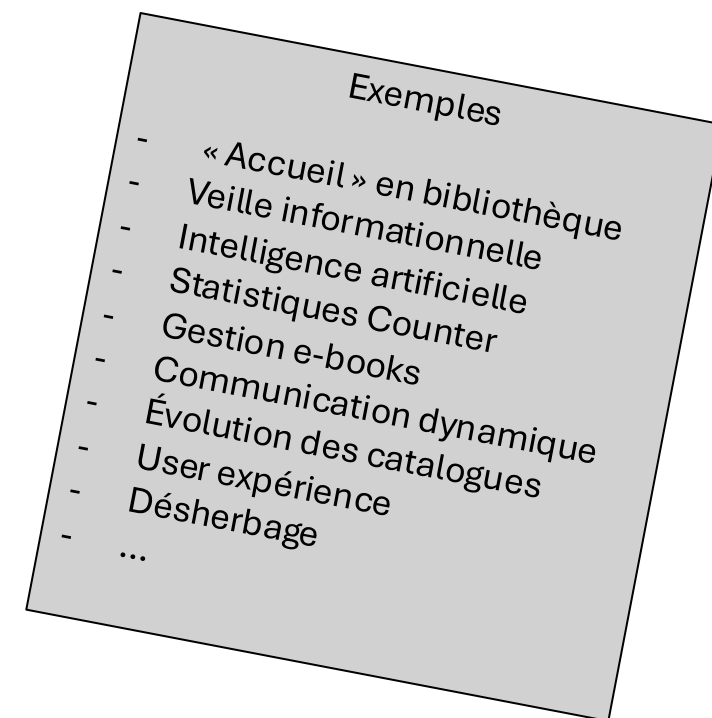 Exemples
- « Accueil » en bibliothèque
- Veille informationnelle
- Intelligence artificielle
- Statistiques Counter
- Gestion e-books
- Communication dynamique
- Évolution des catalogues
- User expérience
- Désherbage
- ...